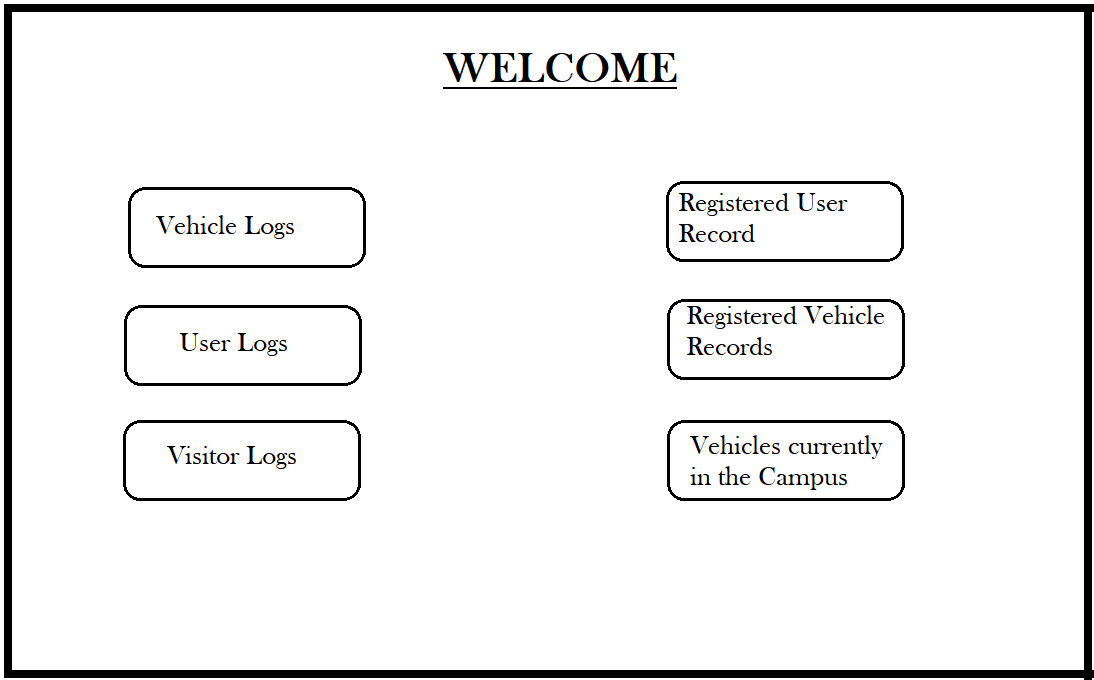 WELCOME
Vehicle Logs
User Logs
Visitor Logs
Registered User
Record
Registered Vehicle
Records
Vehicles currently
in the Campus